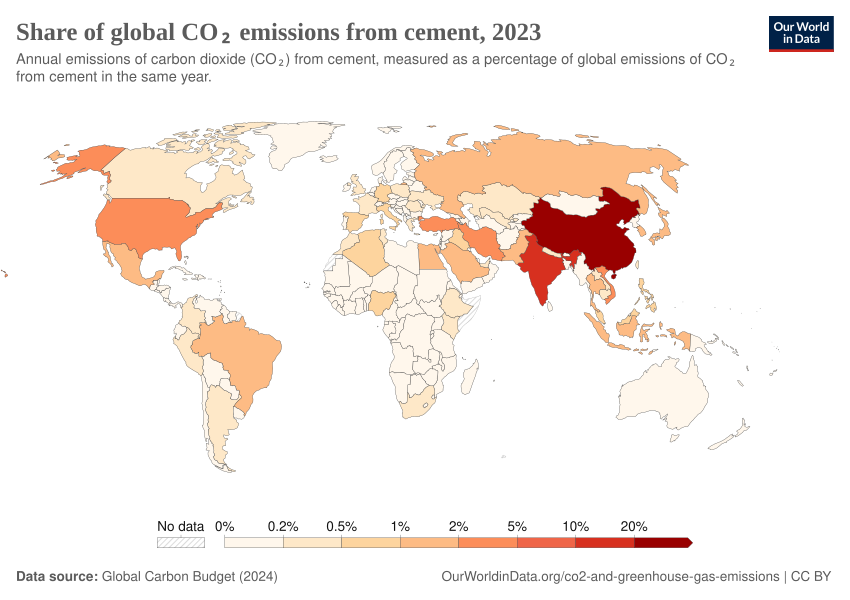 Share of global CO₂ emissions from cement, 2023
Our World
in Data
Annual emissions of carbon dioxide (CO₂) from cement, measured as a percentage of global emissions of CO₂
from cement in the same year.
No data 0% 0.2% 0.5% 1% 2% 5% 10% 20%
Data source: Global Carbon Budget (2024)
OurWorldinData.org/co2-and-greenhouse-gas-emissions | CC BY